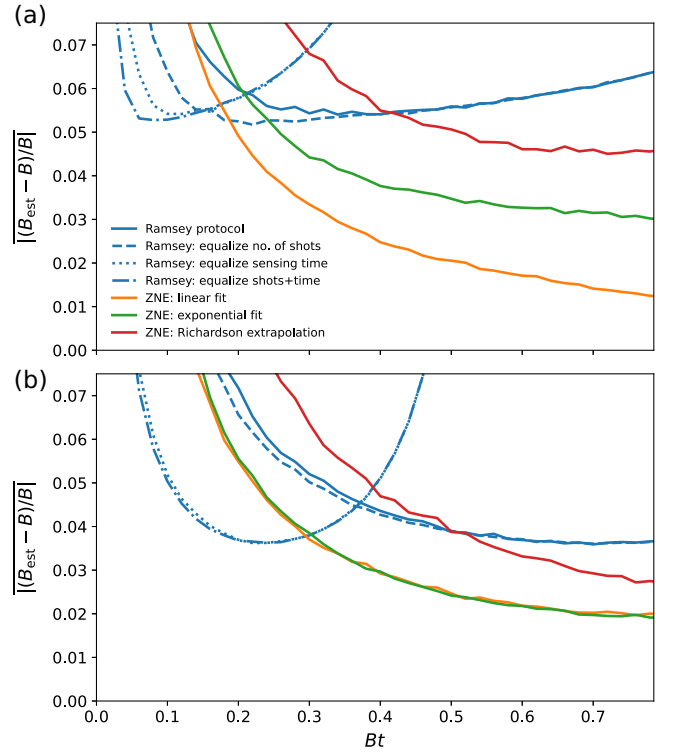 (a)
0.07
0.06
0.05
0.04
0.03
0.02
0.01
0.00
|(B_est − B)/B|
Ramsey protocol
Ramsey: equalize no. of shots
Ramsey: equalize sensing time
Ramsey: equalize shots+time
ZNE: linear fit
ZNE: exponential fit
ZNE: Richardson extrapolation
(b)
0.07
0.06
0.05
0.04
0.03
0.02
0.01
0.00
|(B_est − B)/B|
0.0 0.1 0.2 0.3 0.4 0.5 0.6 0.7
Bt